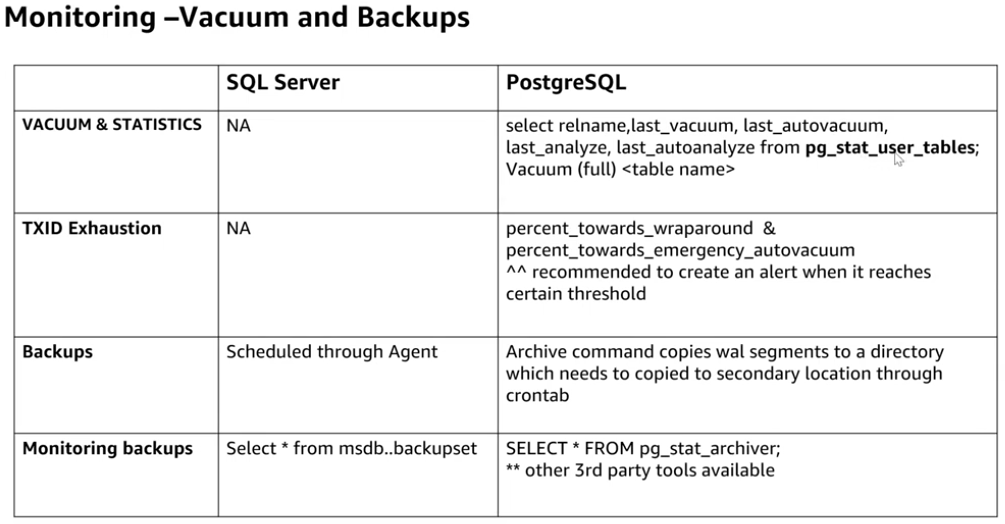 Monitoring –Vacuum and Backups
SQL Server
PostgreSQL
VACUUM & STATISTICS
NA
select relname,last_vacuum, last_autovacuum,
last_analyze, last_autoanalyze from pg_stat_user_tables;
Vacuum (full) <table name>
TXID Exhaustion
NA
percent_towards_wraparound &
percent_towards_emergency_autovacuum
^^ recommended to create an alert when it reaches
certain threshold
Backups
Scheduled through Agent
Archive command copies wal segments to a directory
which needs to copied to secondary location through
crontab
Monitoring backups
Select * from msdb..backupset
SELECT * FROM pg_stat_archiver;
** other 3rd party tools available